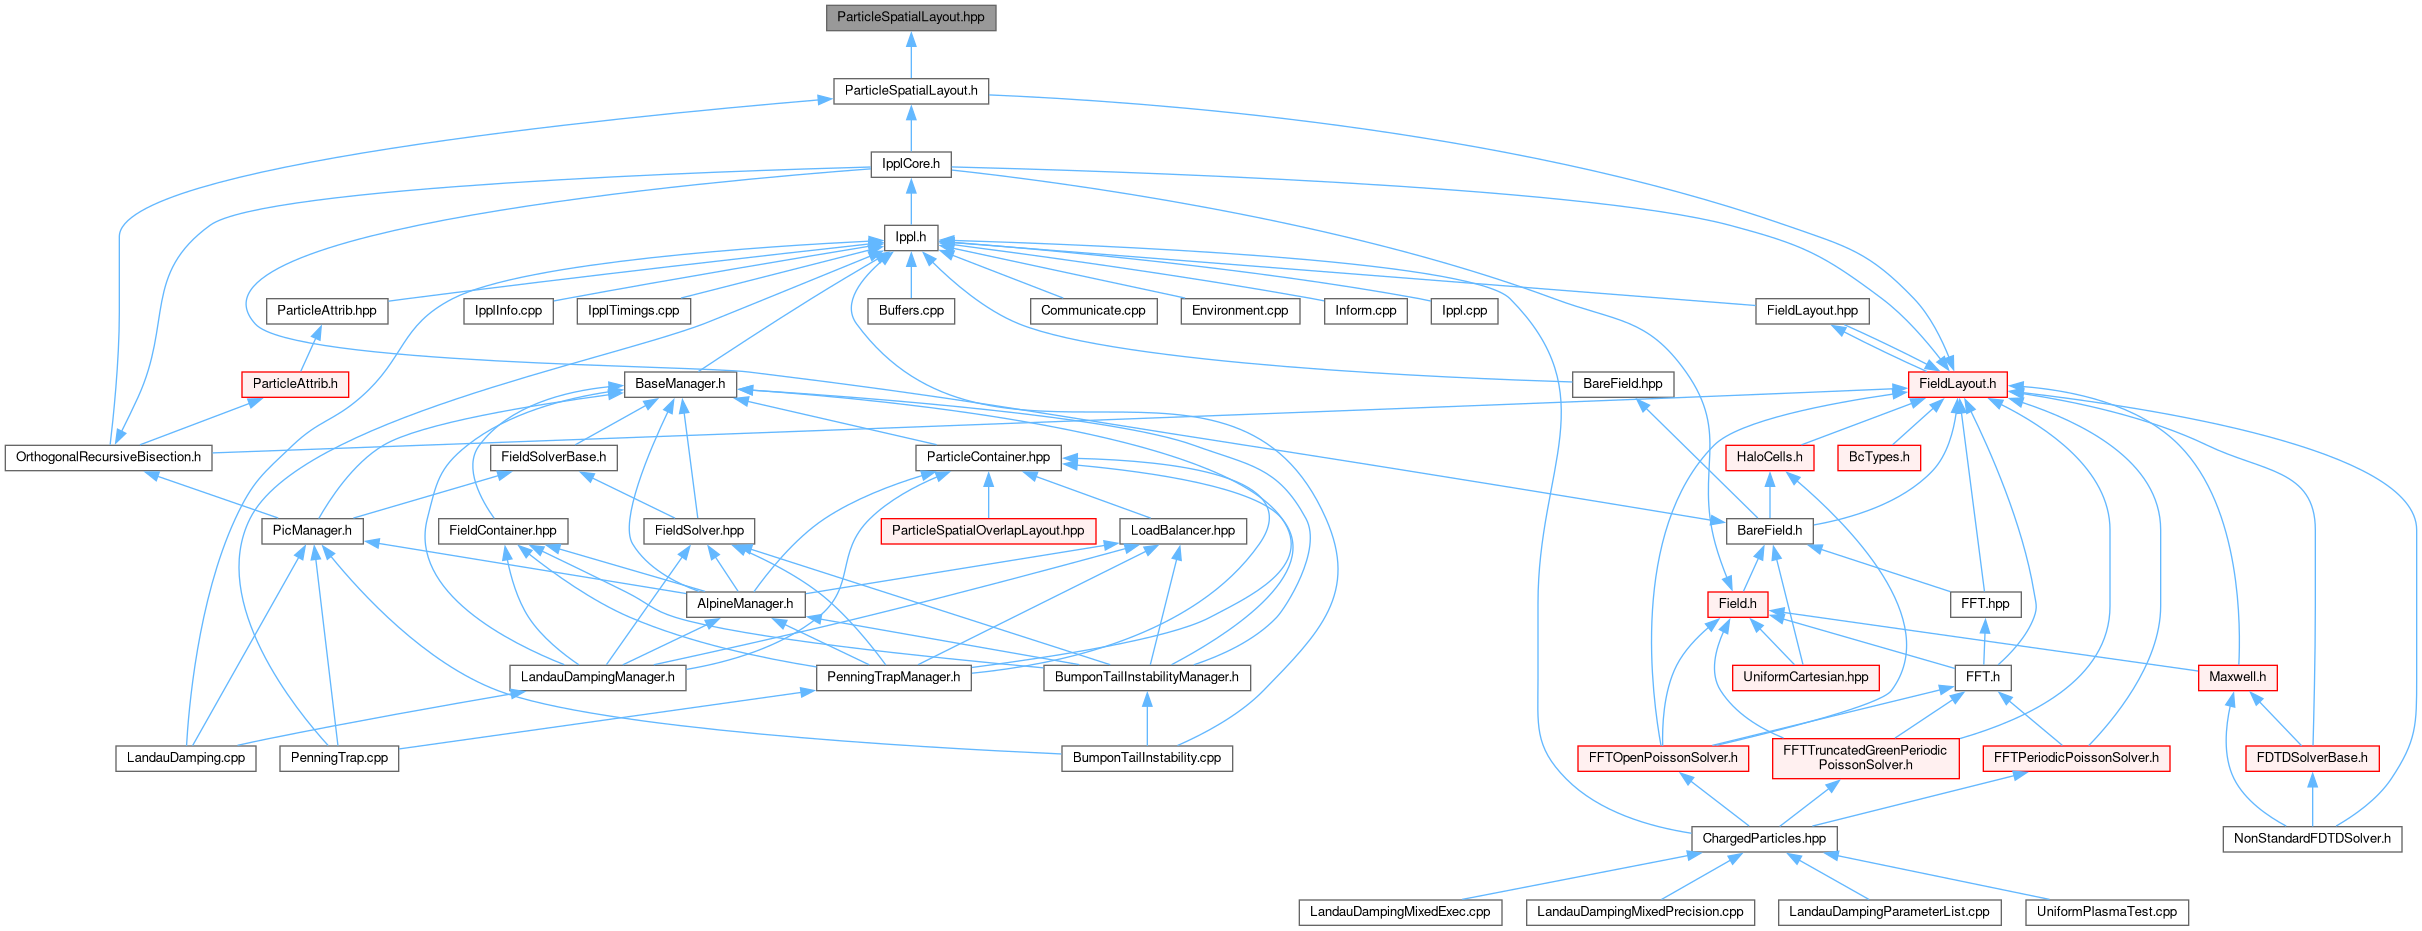 ParticleSpatialLayout.hpp
ParticleSpatialLayout.h
IpplCore.h
Ippl.h
ParticleAttrib.hpp
IpplInfo.cpp
IpplTimings.cpp
Buffers.cpp
Communicate.cpp
Environment.cpp
Inform.cpp
Ippl.cpp
FieldLayout.hpp
ParticleAttrib.h
BaseManager.h
BareField.hpp
FieldLayout.h
OrthogonalRecursiveBisection.h
FieldSolverBase.h
ParticleContainer.hpp
HaloCells.h
BcTypes.h
PicManager.h
FieldContainer.hpp
FieldSolver.hpp
ParticleSpatialOverlapLayout.hpp
LoadBalancer.hpp
BareField.h
AlpineManager.h
Field.h
FFT.hpp
LandauDampingManager.h
PenningTrapManager.h
BumponTailInstabilityManager.h
UniformCartesian.hpp
FFT.h
Maxwell.h
LandauDamping.cpp
PenningTrap.cpp
BumponTailInstability.cpp
FFTOpenPoissonSolver.h
FFTTruncatedGreenPeriodic
PoissonSolver.h
FFTPeriodicPoissonSolver.h
FDTDSolverBase.h
ChargedParticles.hpp
NonStandardFDTDSolver.h
LandauDampingMixedExec.cpp
LandauDampingMixedPrecision.cpp
LandauDampingParameterList.cpp
UniformPlasmaTest.cpp